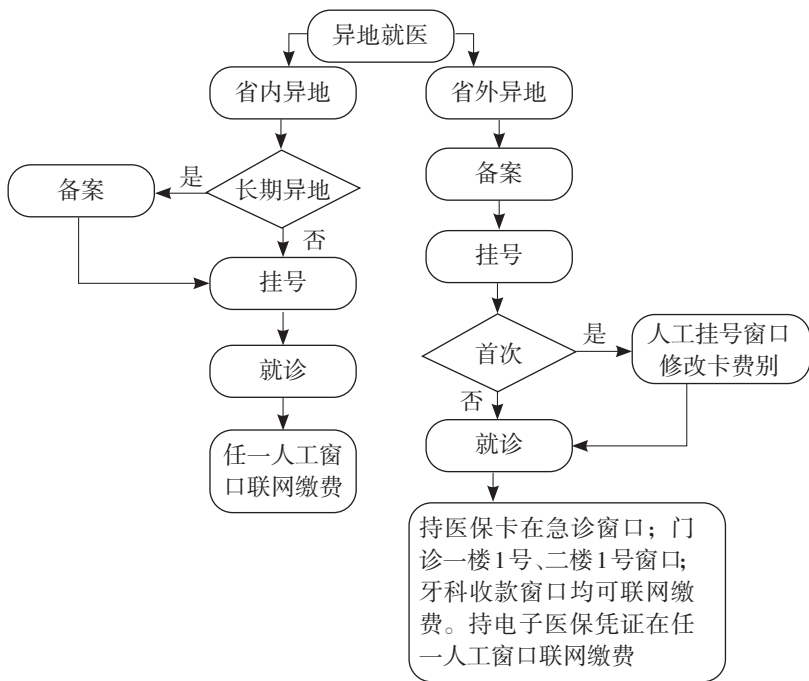 异地就医
省内异地
省外异地
长期异地
是
备案
否
挂号
就诊
任一人工窗
口联网缴费
备案
挂号
首次
是
人工挂号窗口
修改卡费别
否
就诊
持医保卡在急诊窗口；门
诊一楼1号、二楼1号窗口；
牙科收款窗口均可联网缴
费。持电子医保凭证在任
一人工窗口联网缴费